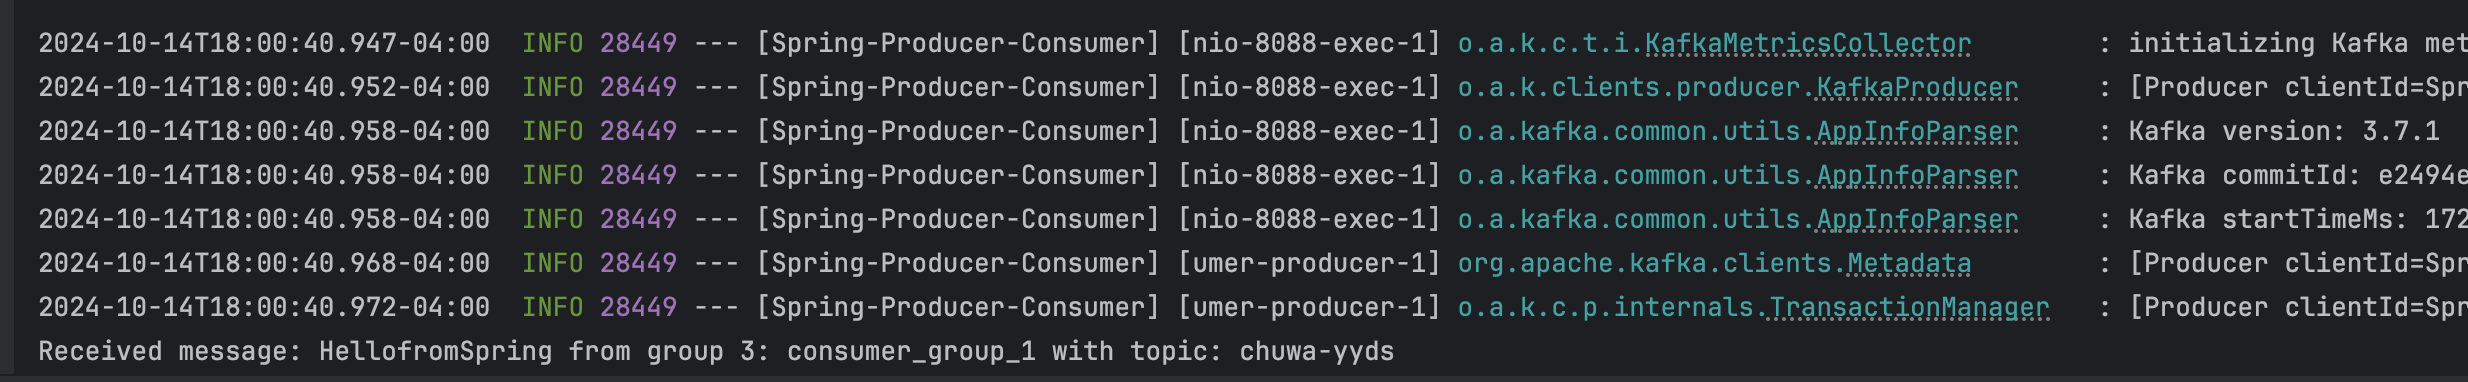 2024-10-14T18:00:40.947-04:00  INFO 28449 --- [Spring-Producer-Consumer] [nio-8088-exec-1] o.a.k.c.t.i.KafkaMetricsCollector : initializing Kafka met
2024-10-14T18:00:40.952-04:00  INFO 28449 --- [Spring-Producer-Consumer] [nio-8088-exec-1] o.a.k.clients.producer.KafkaProducer : [Producer clientId=Spr
2024-10-14T18:00:40.958-04:00  INFO 28449 --- [Spring-Producer-Consumer] [nio-8088-exec-1] o.a.kafka.common.utils.AppInfoParser : Kafka version: 3.7.1
2024-10-14T18:00:40.958-04:00  INFO 28449 --- [Spring-Producer-Consumer] [nio-8088-exec-1] o.a.kafka.common.utils.AppInfoParser : Kafka commitId: e2494e
2024-10-14T18:00:40.958-04:00  INFO 28449 --- [Spring-Producer-Consumer] [nio-8088-exec-1] o.a.kafka.common.utils.AppInfoParser : Kafka startTimeMs: 172
2024-10-14T18:00:40.968-04:00  INFO 28449 --- [Spring-Producer-Consumer] [umer-producer-1] org.apache.kafka.clients.Metadata : [Producer clientId=Spr
2024-10-14T18:00:40.972-04:00  INFO 28449 --- [Spring-Producer-Consumer] [umer-producer-1] o.a.k.c.p.internals.TransactionManager : [Producer clientId=Spr
Received message: HellofromSpring from group 3: consumer_group_1 with topic: chuwa-yyds